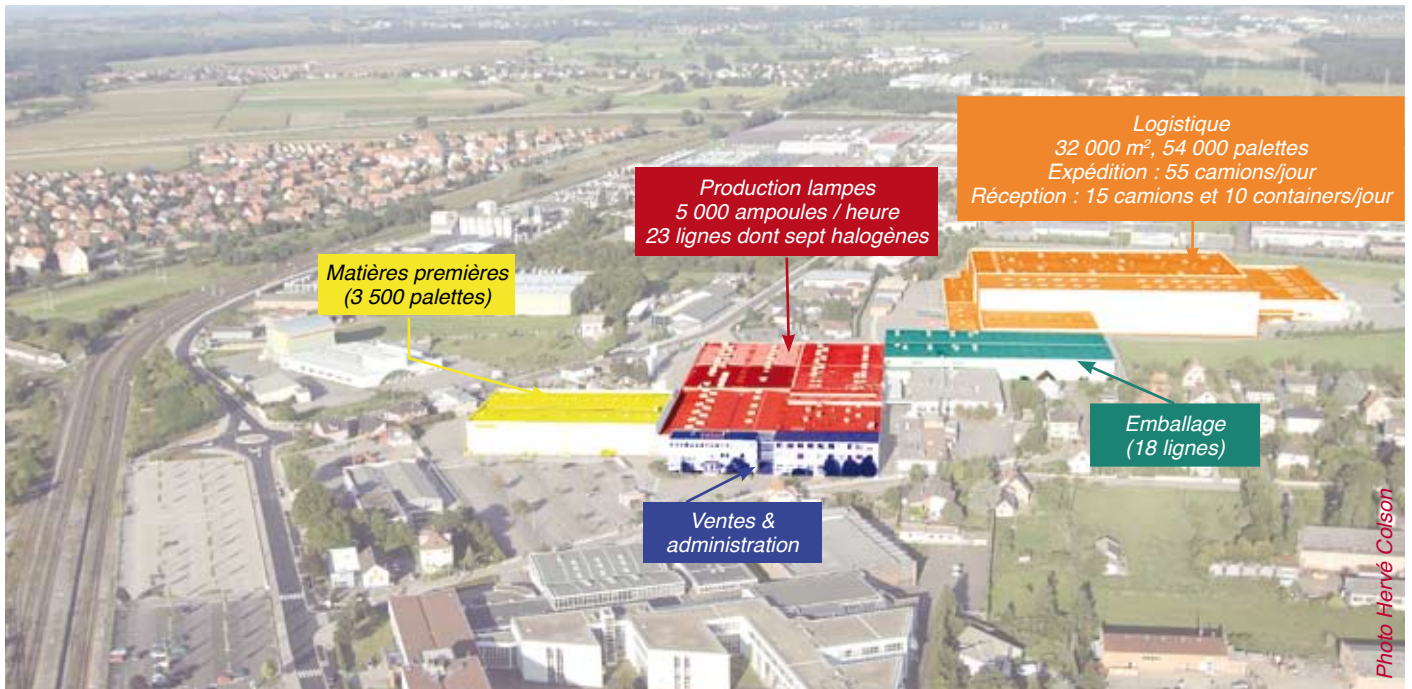 Logistique
32 000 m², 54 000 palettes
Expédition : 55 camions/jour
Réception : 15 camions et 10 containers/jour
Production lampes
5 000 ampoules / heure
23 lignes dont sept halogènes
Matières premières
(3 500 palettes)
Emballage
(18 lignes)
Ventes &
administration
Photo Hervé Colson